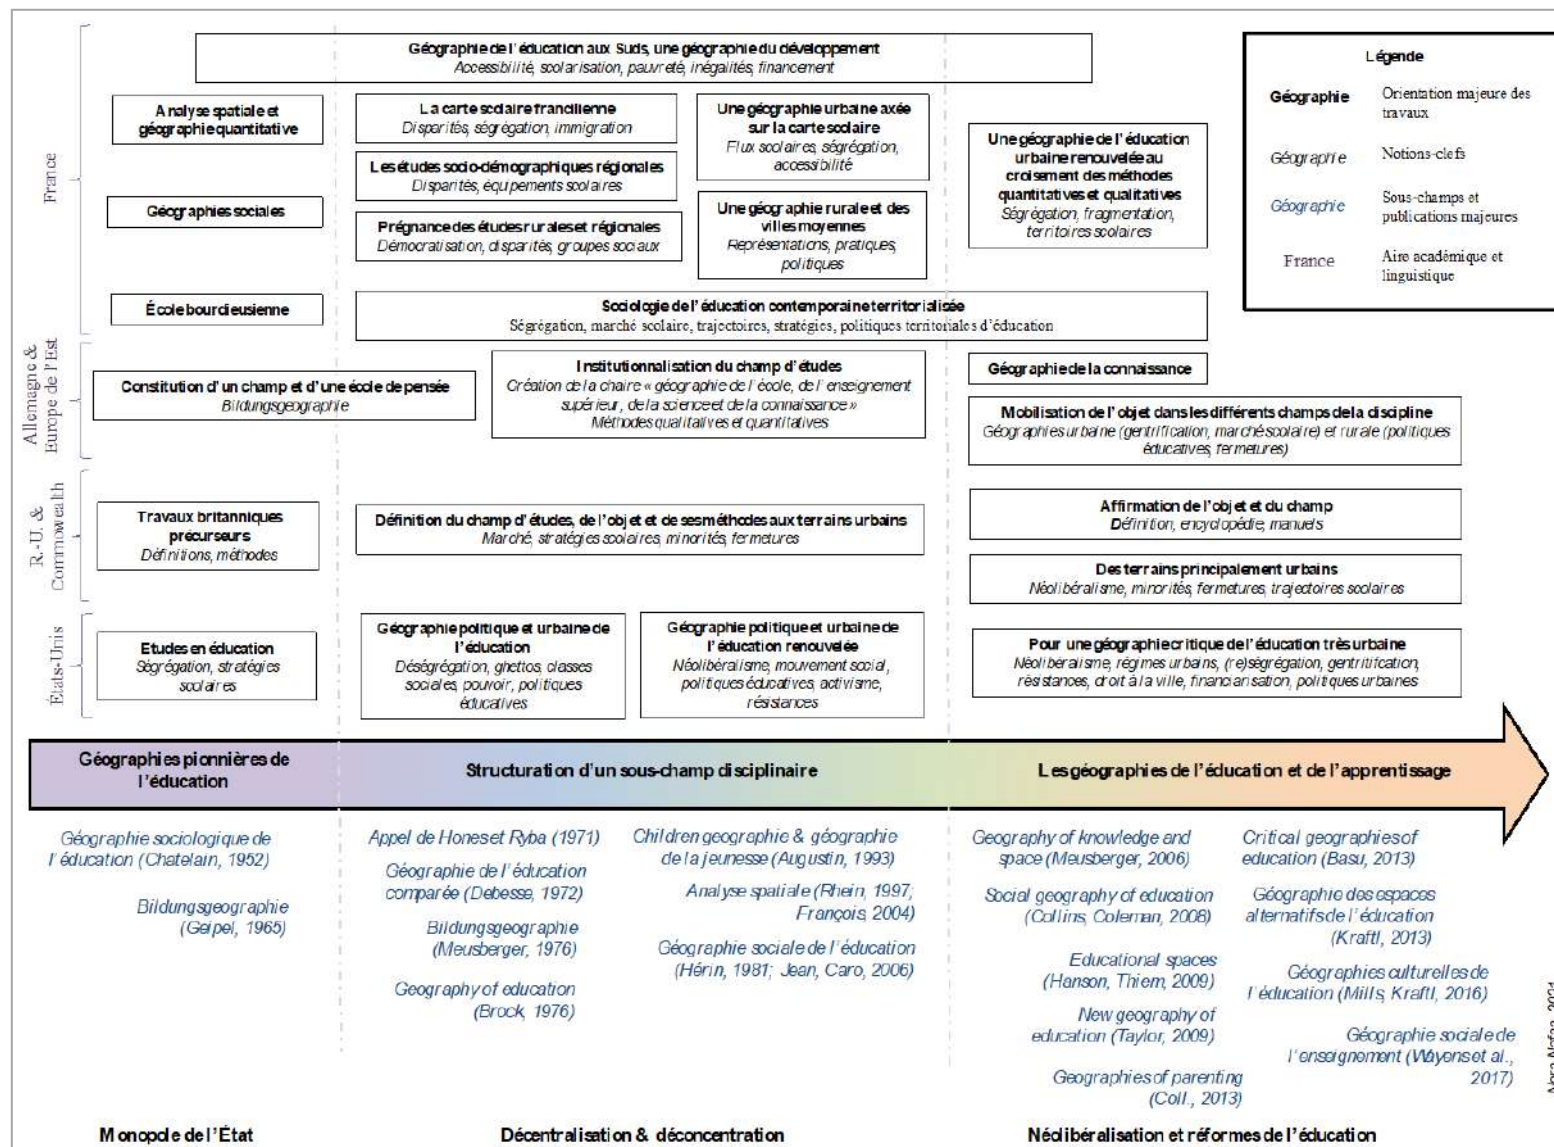 Géographie de l'éducation aux Suds, une géographie du développement
Accessibilité, scolarisation, pauvreté, inégalités, financement
Légende
Géographie
Orientation majeure des
travaux
Géographie
Notions-clefs
Géographie
Sous-champs et
publications majeures
France
Aire académique et
linguistique
France
Analyse spatiale et
géographie quantitative
La carte scolaire francilienne
Disparités, ségrégation, immigration
Une géographie urbaine axée
sur la carte scolaire
Flux scolaires, ségrégation,
accessibilité
Une géographie de l'éducation
urbaine renouvelée au
croisement des méthodes
quantitatives et qualitatives
Ségrégation, fragmentation,
territoires scolaires
Les études socio-démographiques régionales
Disparités, équipements scolaires
Géographies sociales
Prégnance des études rurales et régionales
Démocratisation, disparités, groupes sociaux
Une géographie rurale et des
villes moyennes
Représentations, pratiques,
politiques
École bourdieusienne
Sociologie de l'éducation contemporaine territorialisée
Ségrégation, marché scolaire, trajectoires, stratégies, politiques territoriales d'éducation
Allemagne &
Europe de l'Est
Constitution d'un champ et d'une école de pensée
Bildungsgeographie
Institutionnalisation du champ d'études
Création de la chaire « géographie de l'école, de l'enseignement
supérieur, de la science et de la connaissance »
Méthodes qualitatives et quantitatives
Géographie de la connaissance
Mobilisation de l'objet dans les différents champs de la discipline
Géographies urbaine (gentrification, marché scolaire) et rurale (politiques
éducatives, fermetures)
R.-U. &
Commowealth
Travaux britanniques
précurseurs
Définitions, méthodes
Définition du champ d'études, de l'objet et de ses méthodes aux terrains urbains
Marché, stratégies scolaires, minorités, fermetures
Affirmation de l'objet et du champ
Définition, encyclopédie, manuels
Des terrains principalement urbains
Néolibéralisme, minorités, fermetures, trajectoires scolaires
États-Unis
Etudes en éducation
Ségrégation, stratégies
scolaires
Géographie politique et urbaine de
l'éducation
Déségrégation, ghettos, classes
sociales, pouvoir, politiques
éducatives
Géographie politique et urbaine de
l'éducation renouvelée
Néolibéralisme, mouvement social,
politiques éducatives, activisme,
résistances
Pour une géographie critique de l'éducation très urbaine
Néolibéralisme, régimes urbains, (re)ségrégation, gentrification,
résistances, droit à la ville, financiarisation, politiques urbaines
Géographies pionnières de
l'éducation
Structuration d'un sous-champ disciplinaire
Les géographies de l'éducation et de l'apprentissage
Géographie sociologique de
l'éducation (Chatelain, 1952)
Bildungsgeographie
(Geipel, 1965)
Appel de Hones et Ryba (1971)
Géographie de l'éducation
comparée (Debesse, 1972)
Bildungsgeographie
(Meusberger, 1976)
Geography of education
(Brock, 1976)
Children geographie & géographie
de la jeunesse (Augustin, 1993)
Analyse spatiale (Rhein, 1997;
François, 2004)
Géographie sociale de l'éducation
(Hérin, 1981; Jean, Caro, 2006)
Geography of knowledge and
space (Meusberger, 2006)
Social geography of education
(Collins, Coleman, 2008)
Educational spaces
(Hanson, Thiem, 2009)
New geography of
education (Taylor, 2009)
Geographies of parenting
(Coll., 2013)
Critical geographies of
education (Basu, 2013)
Géographie des espaces
alternatifs de l'éducation
(Kraftl, 2013)
Géographies culturelles de
l'éducation (Mills, Kraftl, 2016)
Géographie sociale de
l'enseignement (Wayens et al.,
2017)
Nora Nafaa, 2021
Monopole de l'État
Décentralisation & déconcentration
Néolibéralisation et réformes de l'éducation